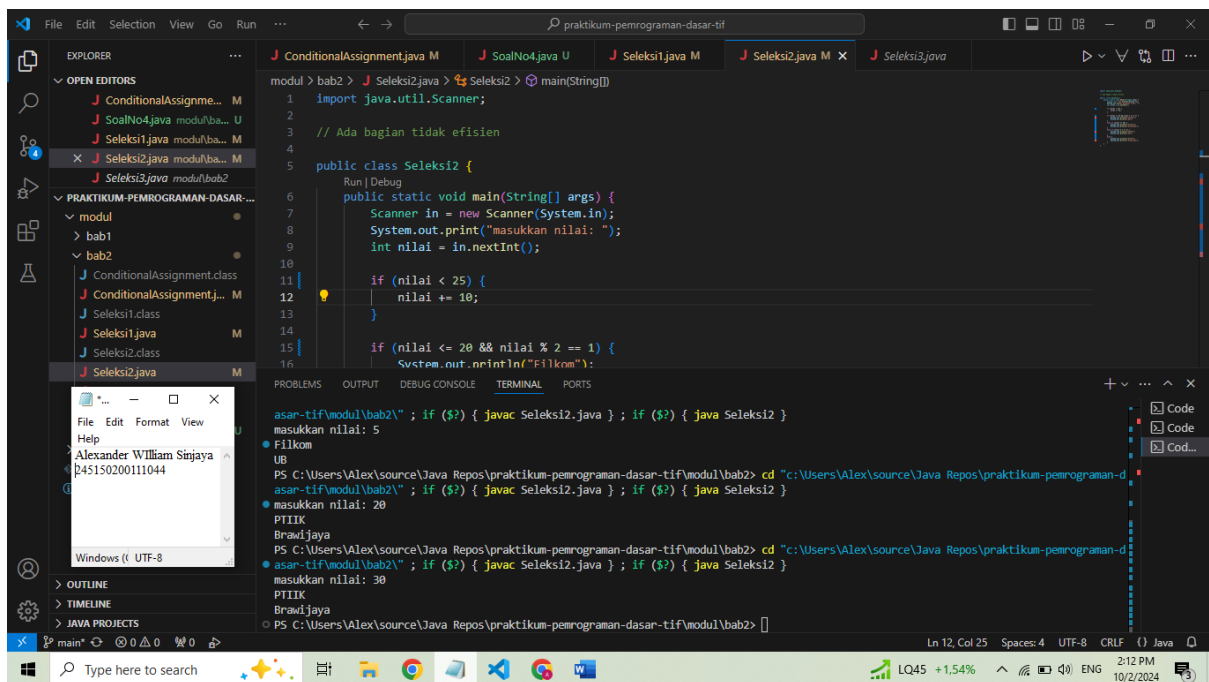 File Edit Selection View Go Run ··· praktikum-pemrograman-dasar-tif
EXPLORER ···
OPEN EDITORS
ConditionalAssignme... M
SoalNo4.java modul\ba... U
Seleksi1.java modul\ba... M
Seleksi2.java modul\ba... M
Seleksi3.java modul\bab2
PRAKTIKUM-PEMROGRAMAN-DASAR-...
modul
bab1
bab2
ConditionalAssignment.class
ConditionalAssignment.j... M
Seleksi1.class
Seleksi1.java M
Seleksi2.class
Seleksi2.java M
U
OUTLINE
TIMELINE
JAVA PROJECTS
4
ConditionalAssignment.java M SoalNo4.java U Seleksi1.java M Seleksi2.java M Seleksi3.java
modul > bab2 > Seleksi2.java > Seleksi2 > main(String[])
1 import java.util.Scanner;
2
3 // Ada bagian tidak efisien
4
5 public class Seleksi2 {
Run | Debug
6 public static void main(String[] args) {
7 Scanner in = new Scanner(System.in);
8 System.out.print("masukkan nilai: ");
9 int nilai = in.nextInt();
10
11 if (nilai < 25) {
12 nilai += 10;
13 }
14
15 if (nilai <= 20 && nilai % 2 == 1) {
16 System.out.println("Filkom");
PROBLEMS OUTPUT DEBUG CONSOLE TERMINAL PORTS
asar-tif\modul\bab2\" ; if ($?) { javac Seleksi2.java } ; if ($?) { java Seleksi2 }
masukkan nilai: 5
Filkom
UB
PS C:\Users\Alex\source\Java Repos\praktikum-pemrograman-dasar-tif\modul\bab2> cd "c:\Users\Alex\source\Java Repos\praktikum-pemrograman-d
asar-tif\modul\bab2\" ; if ($?) { javac Seleksi2.java } ; if ($?) { java Seleksi2 }
masukkan nilai: 20
PTIIK
Brawijaya
PS C:\Users\Alex\source\Java Repos\praktikum-pemrograman-dasar-tif\modul\bab2> cd "c:\Users\Alex\source\Java Repos\praktikum-pemrograman-d
asar-tif\modul\bab2\" ; if ($?) { javac Seleksi2.java } ; if ($?) { java Seleksi2 }
masukkan nilai: 30
PTIIK
Brawijaya
PS C:\Users\Alex\source\Java Repos\praktikum-pemrograman-dasar-tif\modul\bab2>
Code
Code
Cod...
*...
File Edit Format View
Help
Alexander WIlliam Sinjaya
245150200111044
Windows (C UTF-8
main* 0 0 0 Ln 12, Col 25 Spaces: 4 UTF-8 CRLF {} Java
Type here to search LQ45 +1,54% ENG 2:12 PM
10/2/2024 3